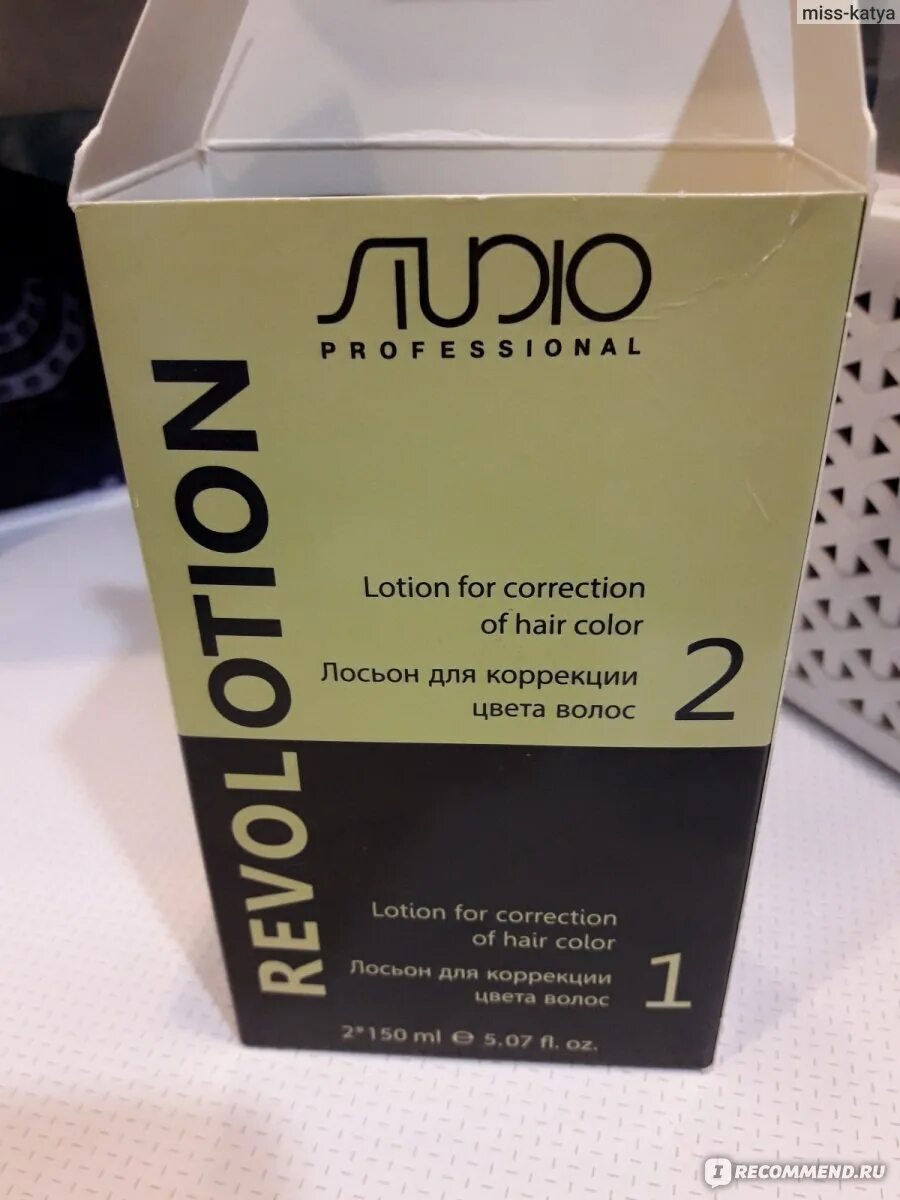 miss-katya
STUDIO
PROFESSIONAL
REVOLOTION
Lotion for correction
of hair color
Лосьон для коррекции
цвета волос
2
Lotion for correction
of hair color
Лосьон для коррекции
цвета волос
1
2*150 ml ℮ 5.07 fl. oz.
I RECOMMEND.RU